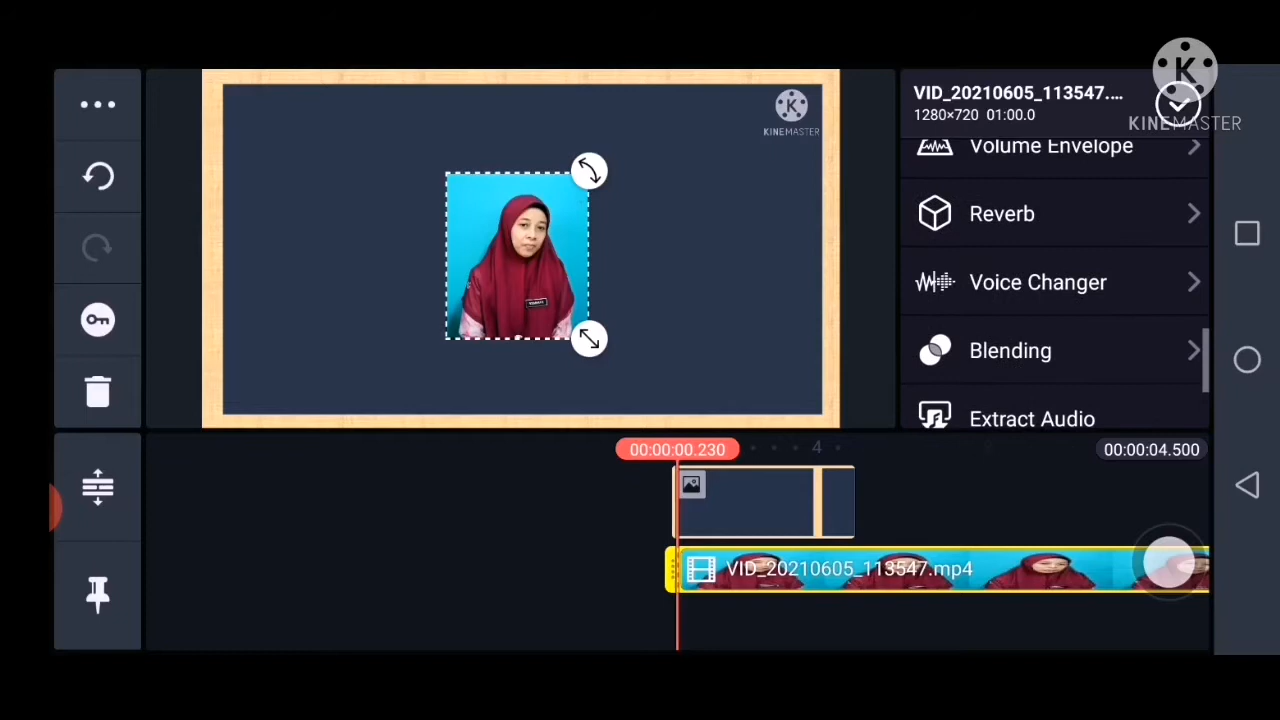 KINEMASTER
VID_20210605_113547....
1280×720 01:00.0
KINEMASTER
Volume Envelope
Reverb
Voice Changer
Blending
Extract Audio
00:00:00.230
4
00:00:04.500
VID_20210605_113547.mp4